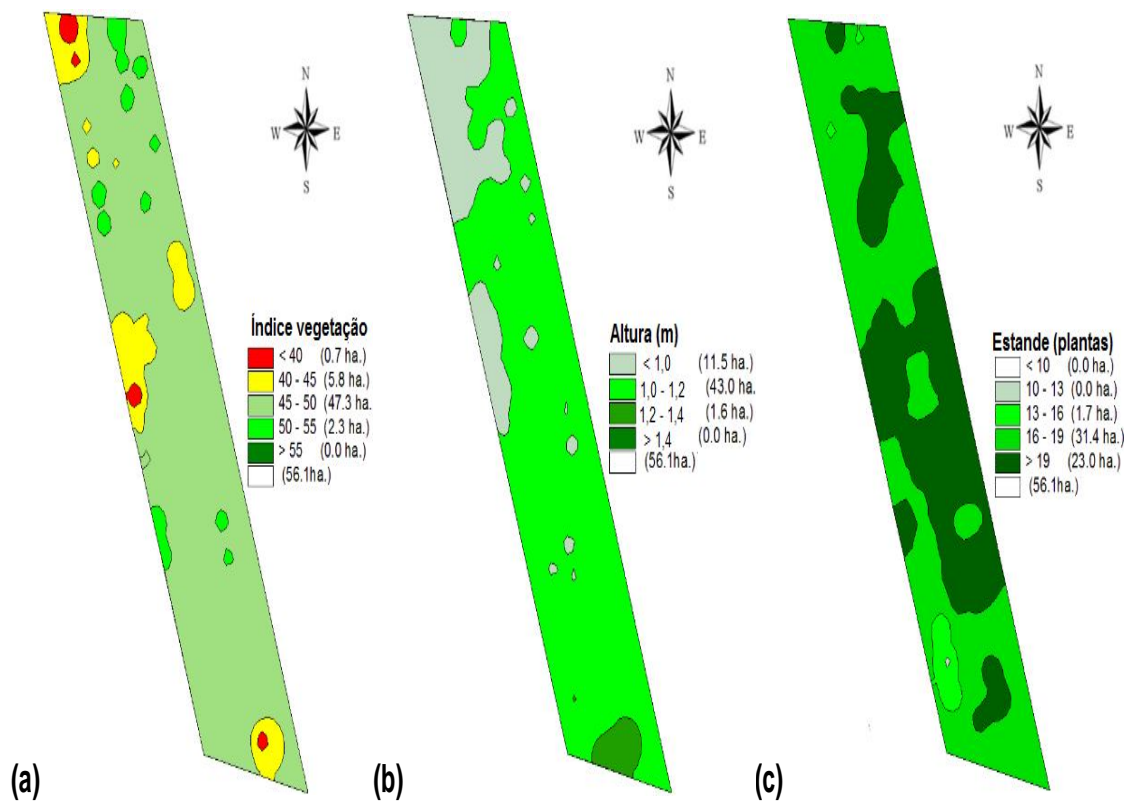 N
W E
S
Índice vegetação
< 40 (0.7 ha.)
40 - 45 (5.8 ha.)
45 - 50 (47.3 ha.
50 - 55 (2.3 ha.)
> 55 (0.0 ha.)
(56.1 ha.)
(a)
N
W E
S
Altura (m)
< 1,0 (11.5 ha.)
1,0 - 1,2 (43.0 ha.
1,2 - 1,4 (1.6 ha.)
> 1,4 (0.0 ha.)
(56.1ha.)
(b)
N
W E
S
Estande (plantas)
< 10 (0.0 ha.)
10 - 13 (0.0 ha.)
13 - 16 (1.7 ha.)
16 - 19 (31.4 ha.)
> 19 (23.0 ha.)
(56.1ha.)
(c)